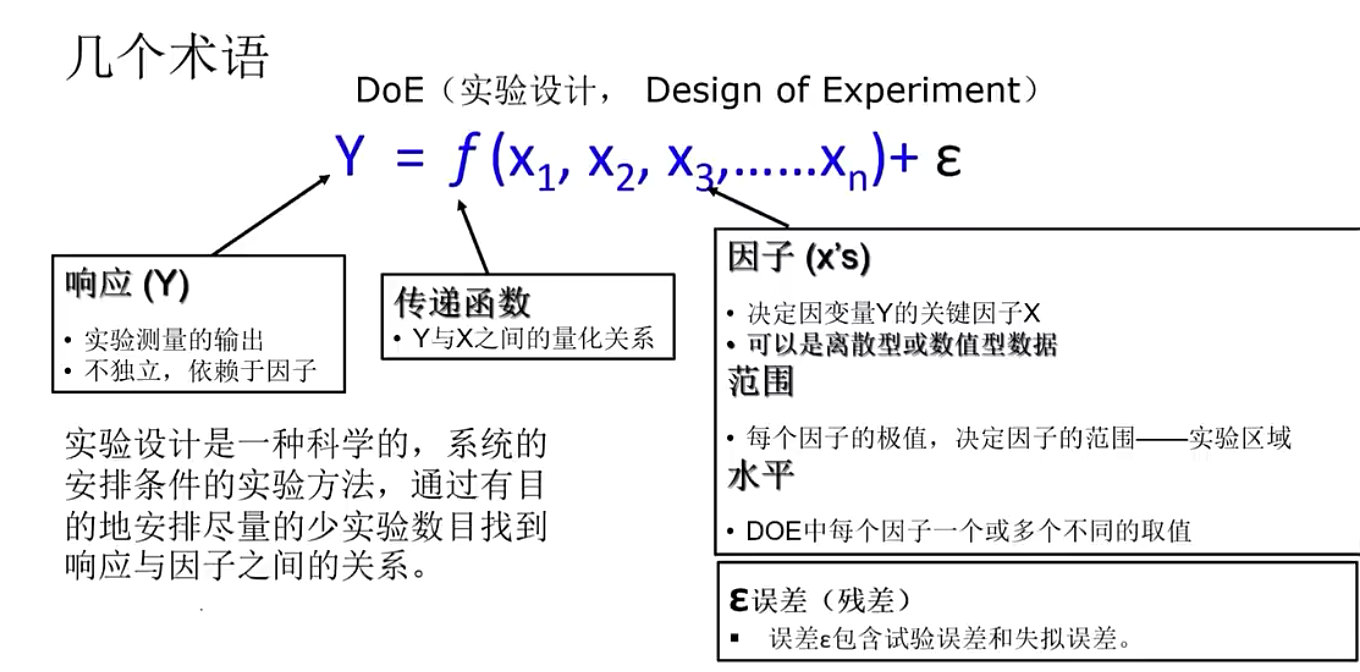 几个术语
DoE（实验设计， Design of Experiment）
Y = f (x1, x2, x3,……xn)+ ε
响应 (Y)
• 实验测量的输出
• 不独立，依赖于因子
传递函数
• Y与X之间的量化关系
因子 (x’s)
• 决定因变量Y的关键因子X
• 可以是离散型或数值型数据
范围
• 每个因子的极值，决定因子的范围——实验区域
水平
• DOE中每个因子一个或多个不同的取值
实验设计是一种科学的，系统的
安排条件的实验方法，通过有目
的地安排尽量的少实验数目找到
响应与因子之间的关系。
ε误差（残差）
▪ 误差ε包含试验误差和失拟误差。